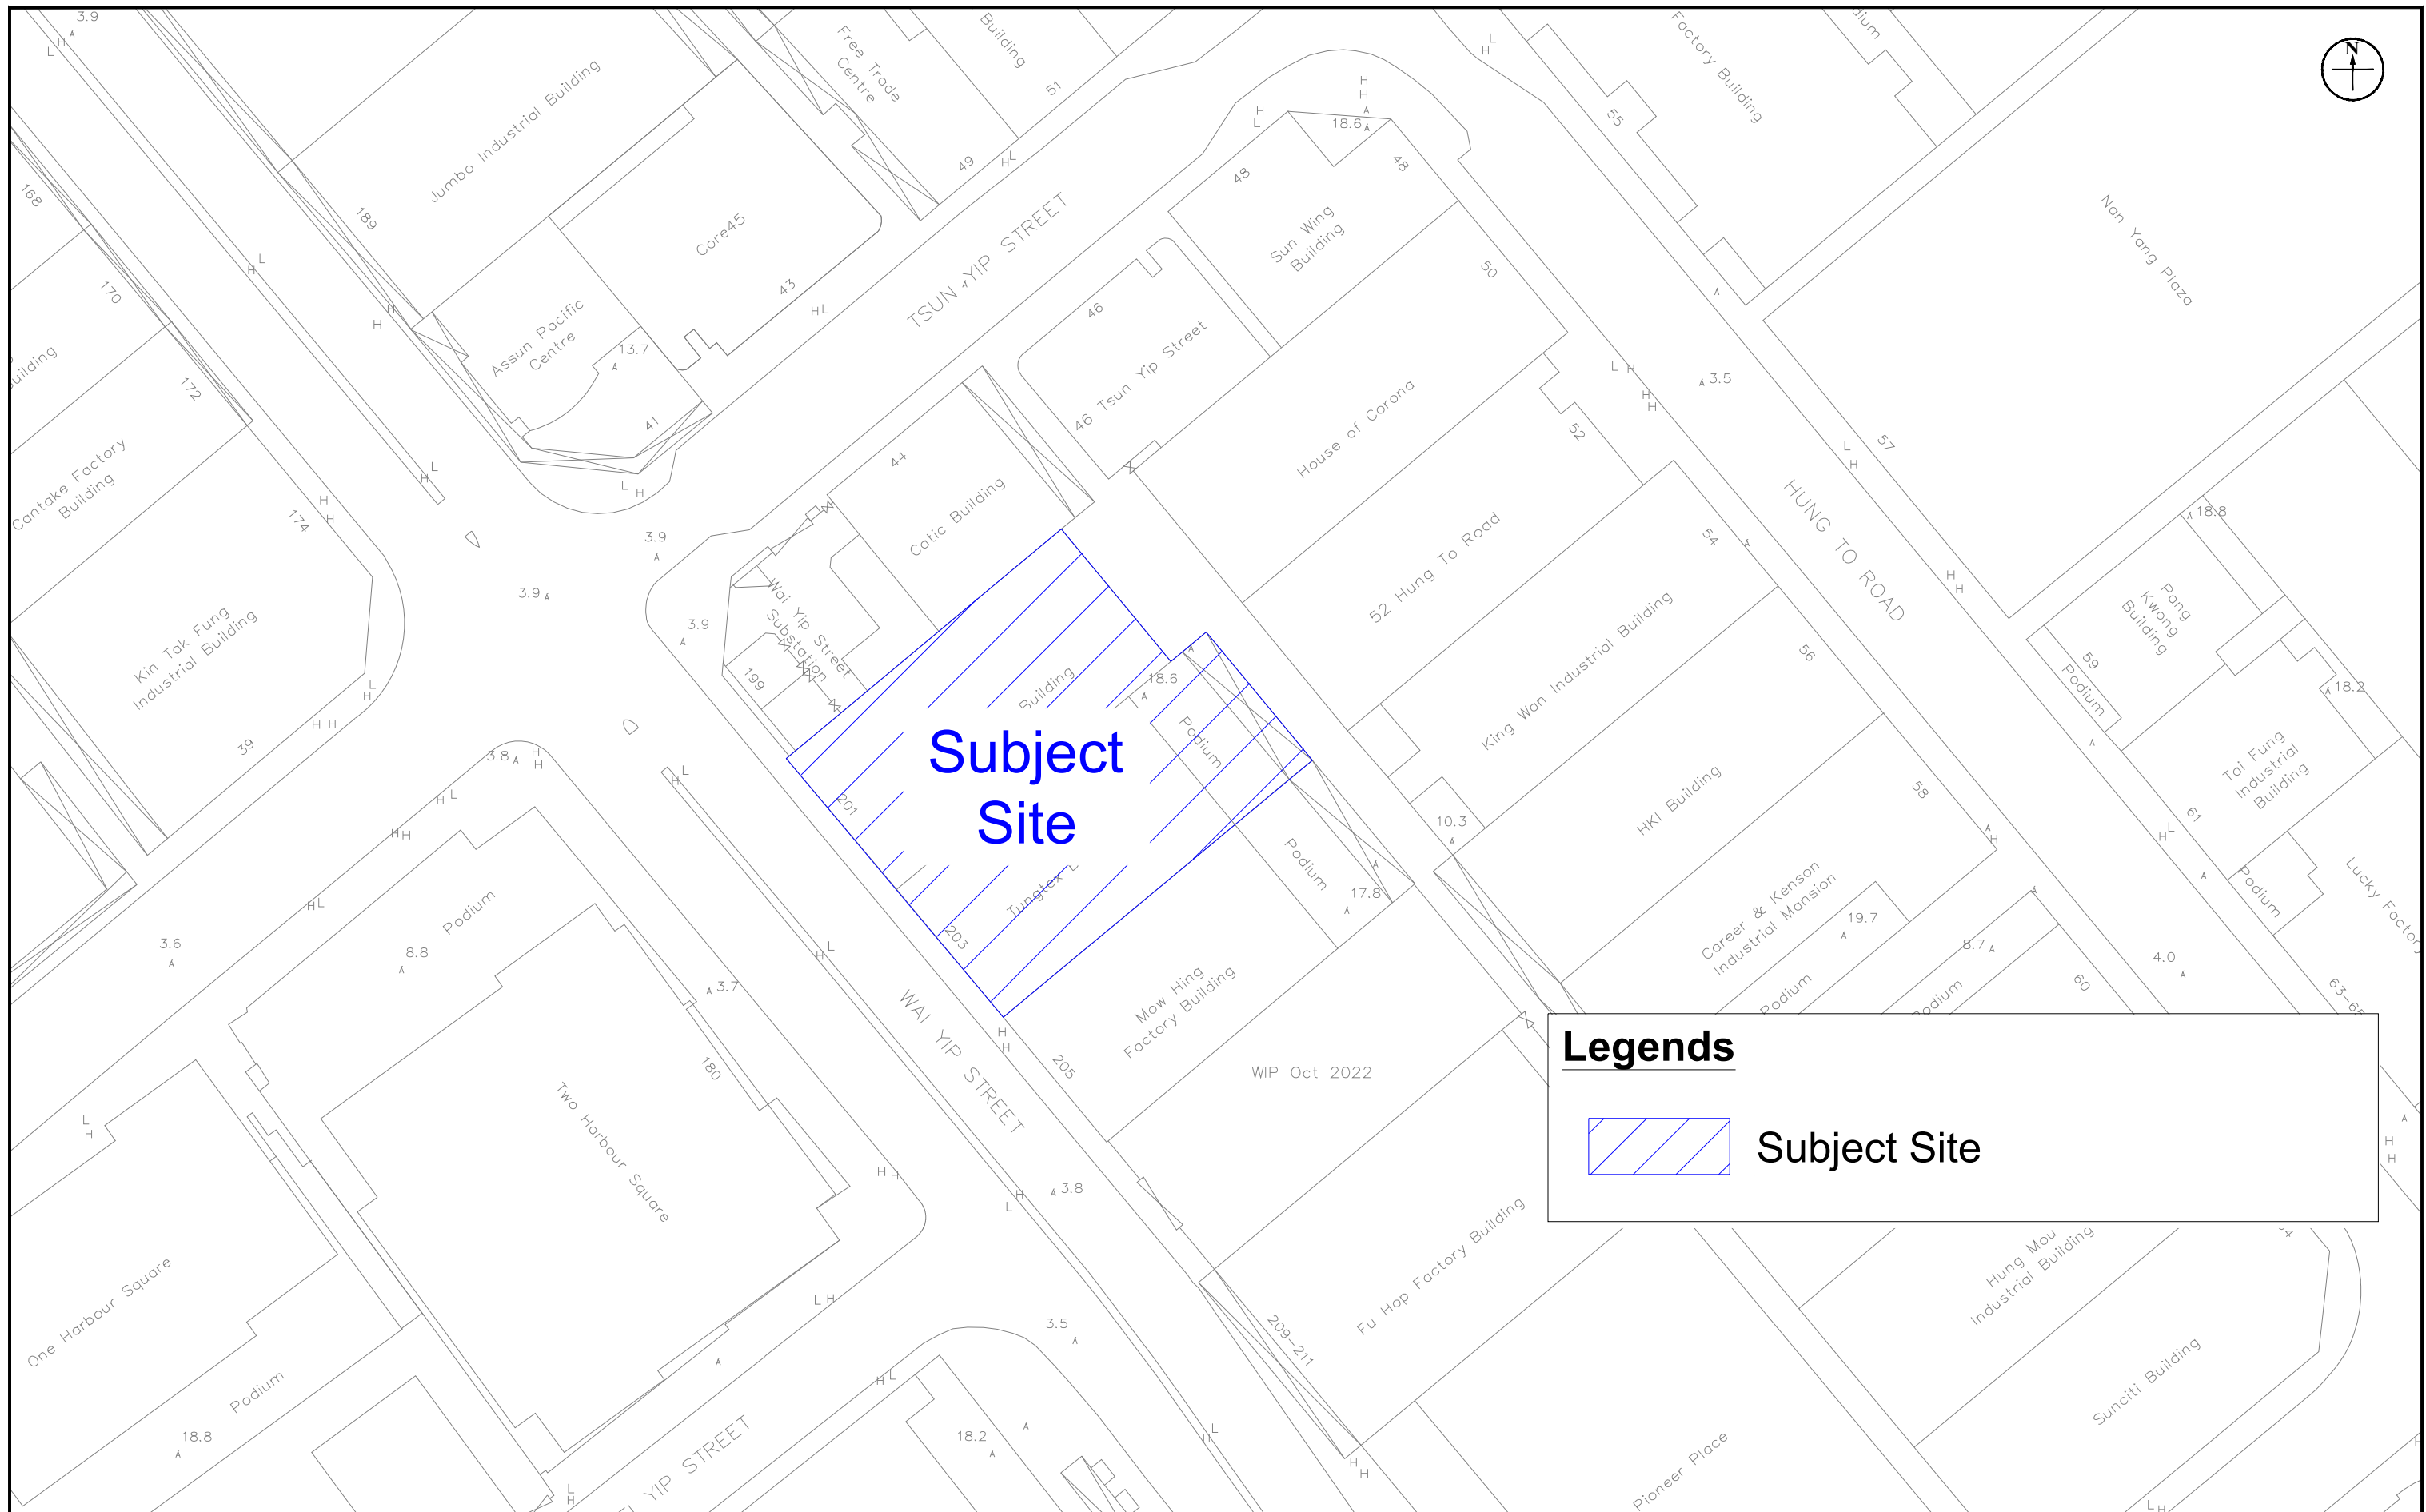 3.9
L
H
Jumbo Industrial Building
189
168
170
172
174
Cantake Factory
Building
Kin Tak Fung
Industrial Building
39
Free Trade
Centre
Building
51
49
Core45
43
Assun Pacific
Centre
13.7
41
TSUN YIP STREET
48
48
18.6
Sun Wing
Building
46
46 Tsun Yip Street
44
Catic Building
Wai Yip Street
Substation
199
3.9
3.9
3.9
Factory Building
55
N
Nan Yang Plaza
50
House of Corona
52
52 Hung To Road
3.5
57
HUNG TO ROAD
54
King Wan Industrial Building
56
HKI Building
58
Career & Kenson
Industrial Mansion
19.7
Podium
8.7
60
4.0
18.8
Pang
Kwong
Building
59
Podium
18.2
Tai Fung
Industrial
Building
61
Podium
Lucky Factory
63-65
Building
18.6
Podium
Subject
Site
201
203
Tungtex
Podium
17.8
10.3
Mow Hing
Factory Building
205
WIP Oct 2022
WAI YIP STREET
3.8
3.6
8.8
Podium
3.7
180
Two Harbour Square
One Harbour Square
Podium
18.8
3.8
3.5
18.2
YIP STREET
Fu Hop Factory Building
209-211
Pioneer Place
Hung Mou
Industrial Building
Sunciti Building
Legends
Subject Site